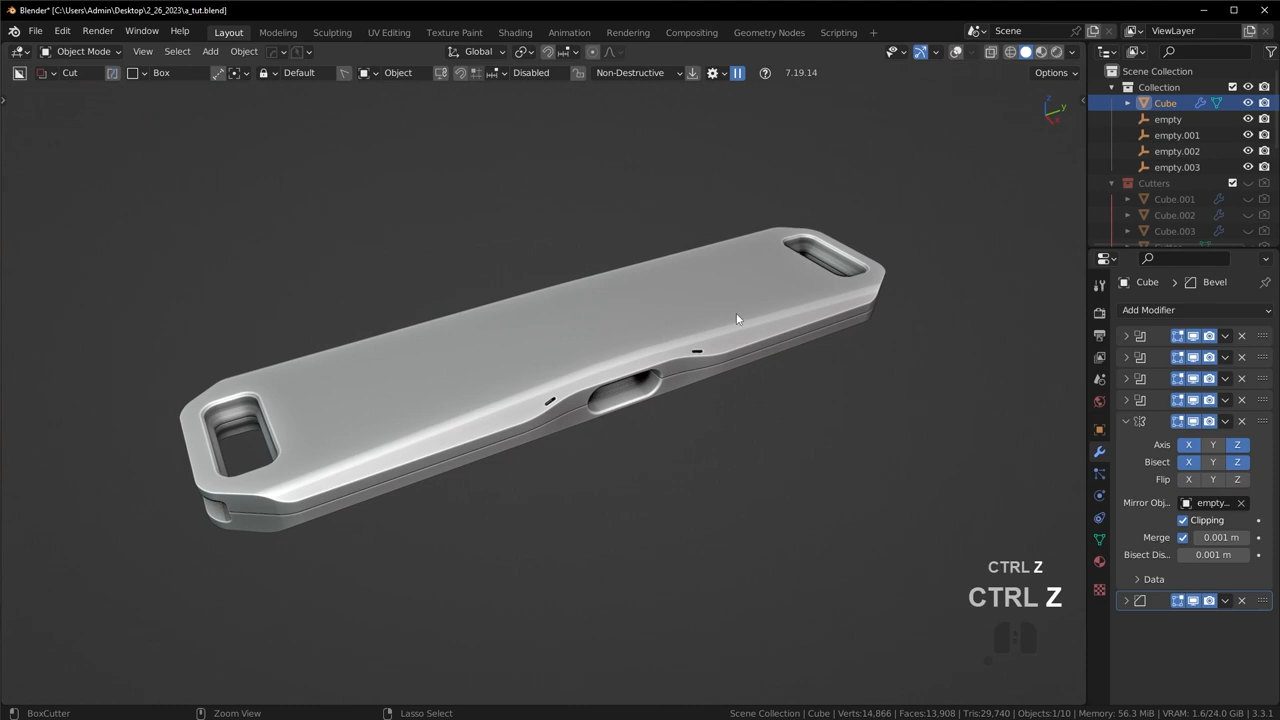 Blender* [C:\Users\Admin\Desktop\2_26_2023\a_tut.blend]
File Edit Render Window Help Layout Modeling Sculpting UV Editing Texture Paint Shading Animation Rendering Compositing Geometry Nodes Scripting + Scene ViewLayer
Object Mode View Select Add Object Global
Cut Box Default Object Disabled Non-Destructive 7.19.14 Options
Scene Collection
Collection
Cube
empty
empty.001
empty.002
empty.003
Cutters
Cube.001
Cube.002
Cube.003
Cube > Bevel
Add Modifier
Axis X Y Z
Bisect X Y Z
Flip X Y Z
Mirror Obj... empty...
Clipping
Merge 0.001 m
Bisect Dis... 0.001 m
Data
Z
Y
X
CTRL Z
CTRL Z
BoxCutter Zoom View Lasso Select Scene Collection | Cube | Verts:14,866 | Faces:13,908 | Tris:29,740 | Objects:1/10 | Memory: 56.3 MiB | VRAM: 1.6/24.0 GiB | 3.3.1